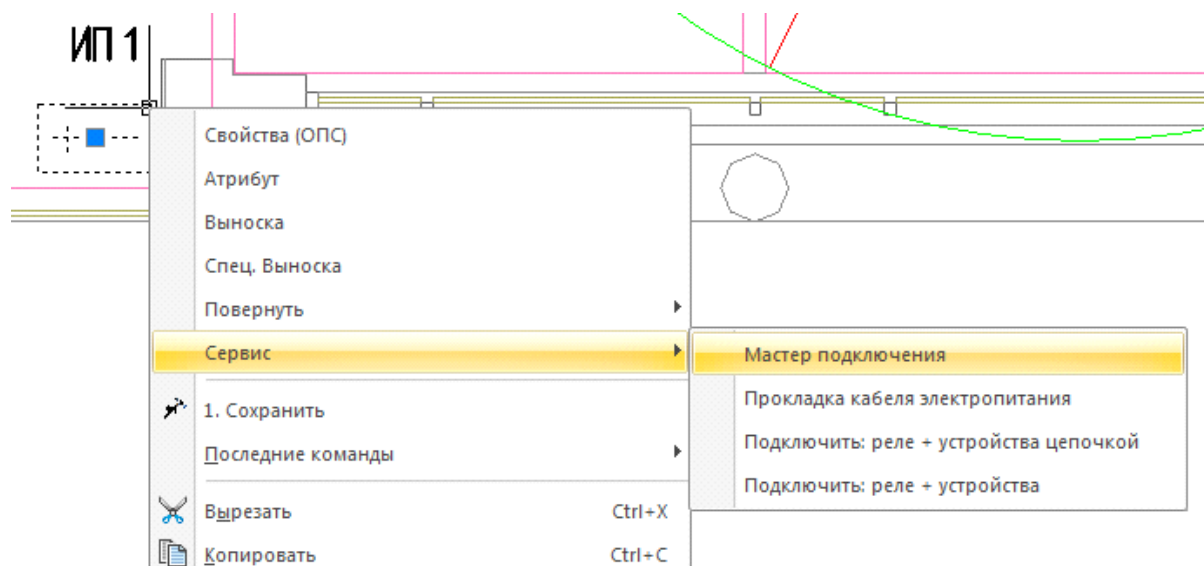 ИП 1
Свойства (ОПС)
Атрибут
Выноска
Спец. Выноска
Повернуть
Сервис
Мастер подключения
Прокладка кабеля электропитания
Подключить: реле + устройства цепочкой
Подключить: реле + устройства
1. Сохранить
Последние команды
Вырезать Ctrl+X
Копировать Ctrl+C